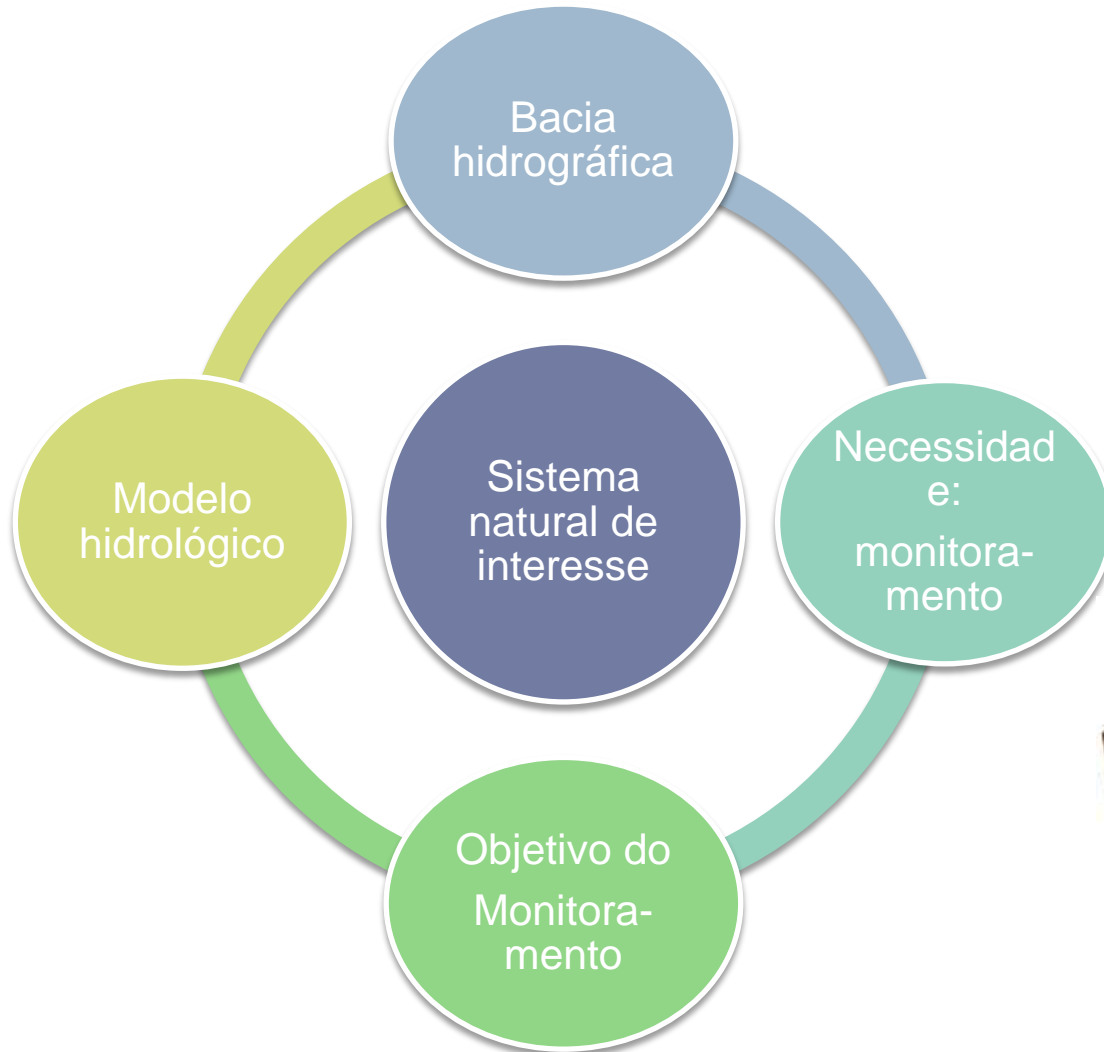 Bacia
hidrográfica
Modelo
hidrológico
Sistema
natural de
interesse
Necessidad
e:
monitora-
mento
Objetivo do
Monitora-
mento